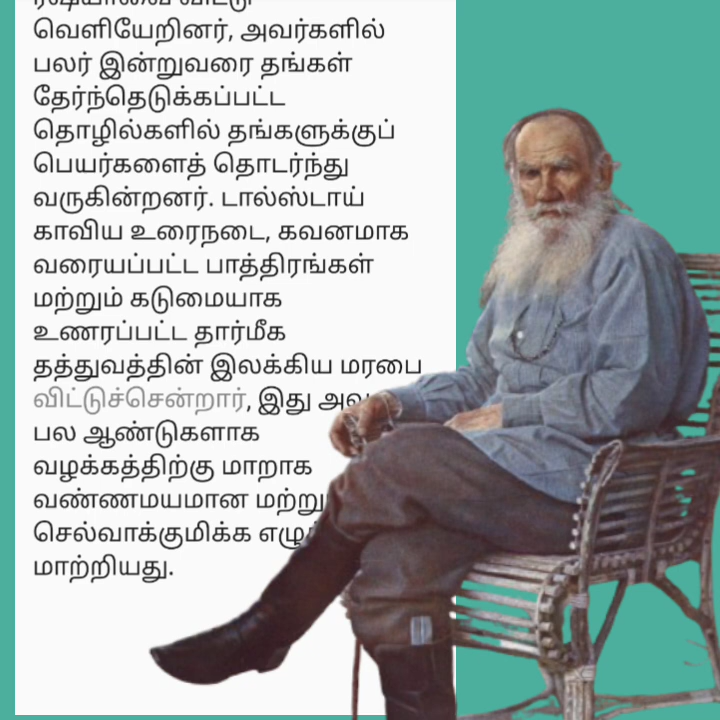 வெளியேறினர், அவர்களில்
பலர் இன்றுவரை தங்கள்
தேர்ந்தெடுக்கப்பட்ட
தொழில்களில் தங்களுக்குப்
பெயர்களைத் தொடர்ந்து
வருகின்றனர். டால்ஸ்டாய்
காவிய உரைநடை, கவனமாக
வரையப்பட்ட பாத்திரங்கள்
மற்றும் கடுமையாக
உணரப்பட்ட தார்மீக
தத்துவத்தின் இலக்கிய மரபை
விட்டுச்சென்றார், இது
பல ஆண்டுகளாக
வழக்கத்திற்கு மாறாக
வண்ணமயமான
செல்வாக்குமிக்க
மாற்றியது.